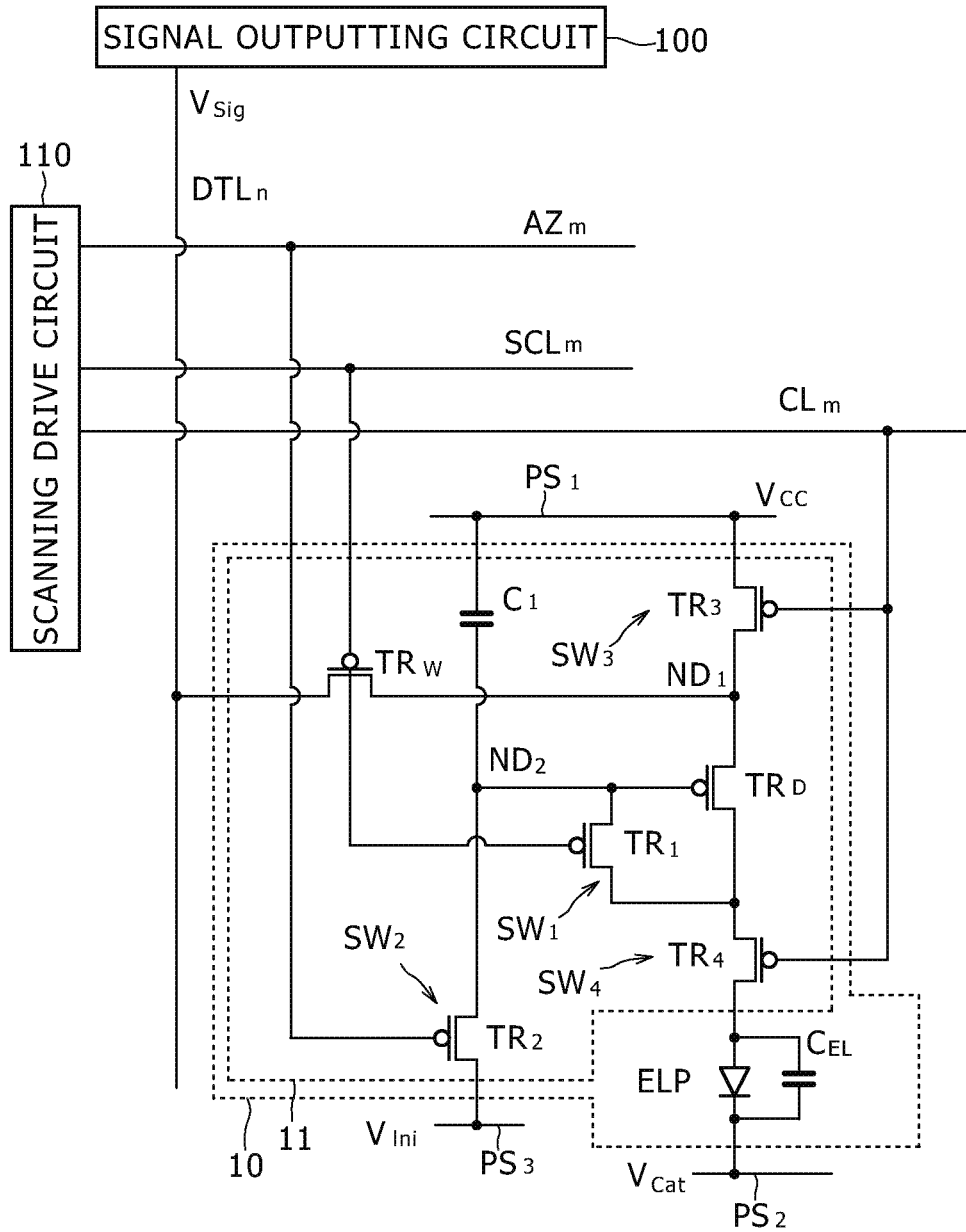 SIGNAL OUTPUTTING CIRCUIT
100
VSig
110
DTLn
SCANNING DRIVE CIRCUIT
AZm
SCLm
CLm
PS1
VCC
C1
TR3
SW3
TRW
ND1
ND2
TRD
TR1
SW1
SW2
TR4
SW4
TR2
CEL
ELP
11
10
VIni
PS3
VCat
PS2